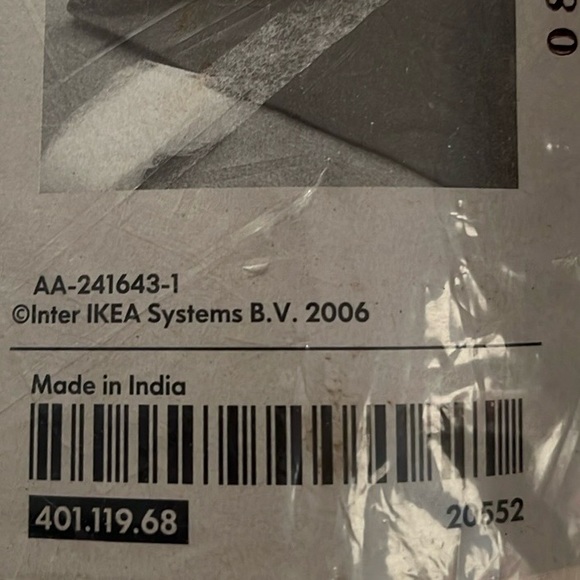 AA-241643-1
©Inter IKEA Systems B.V. 2006
Made in India
401.119.68
20552